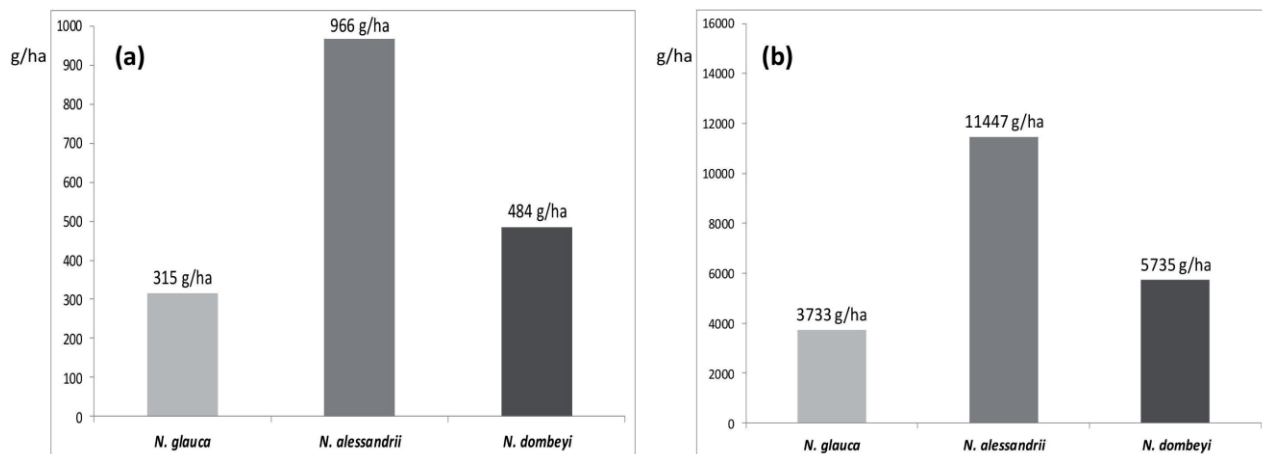 g/ha
(a)
1000
900
800
700
600
500
400
300
200
100
0
315 g/ha
966 g/ha
484 g/ha
N. glauca
N. alessandrii
N. dombeyi
g/ha
(b)
16000
14000
12000
10000
8000
6000
4000
2000
0
3733 g/ha
11447 g/ha
5735 g/ha
N. glauca
N. alessandrii
N. dombeyi